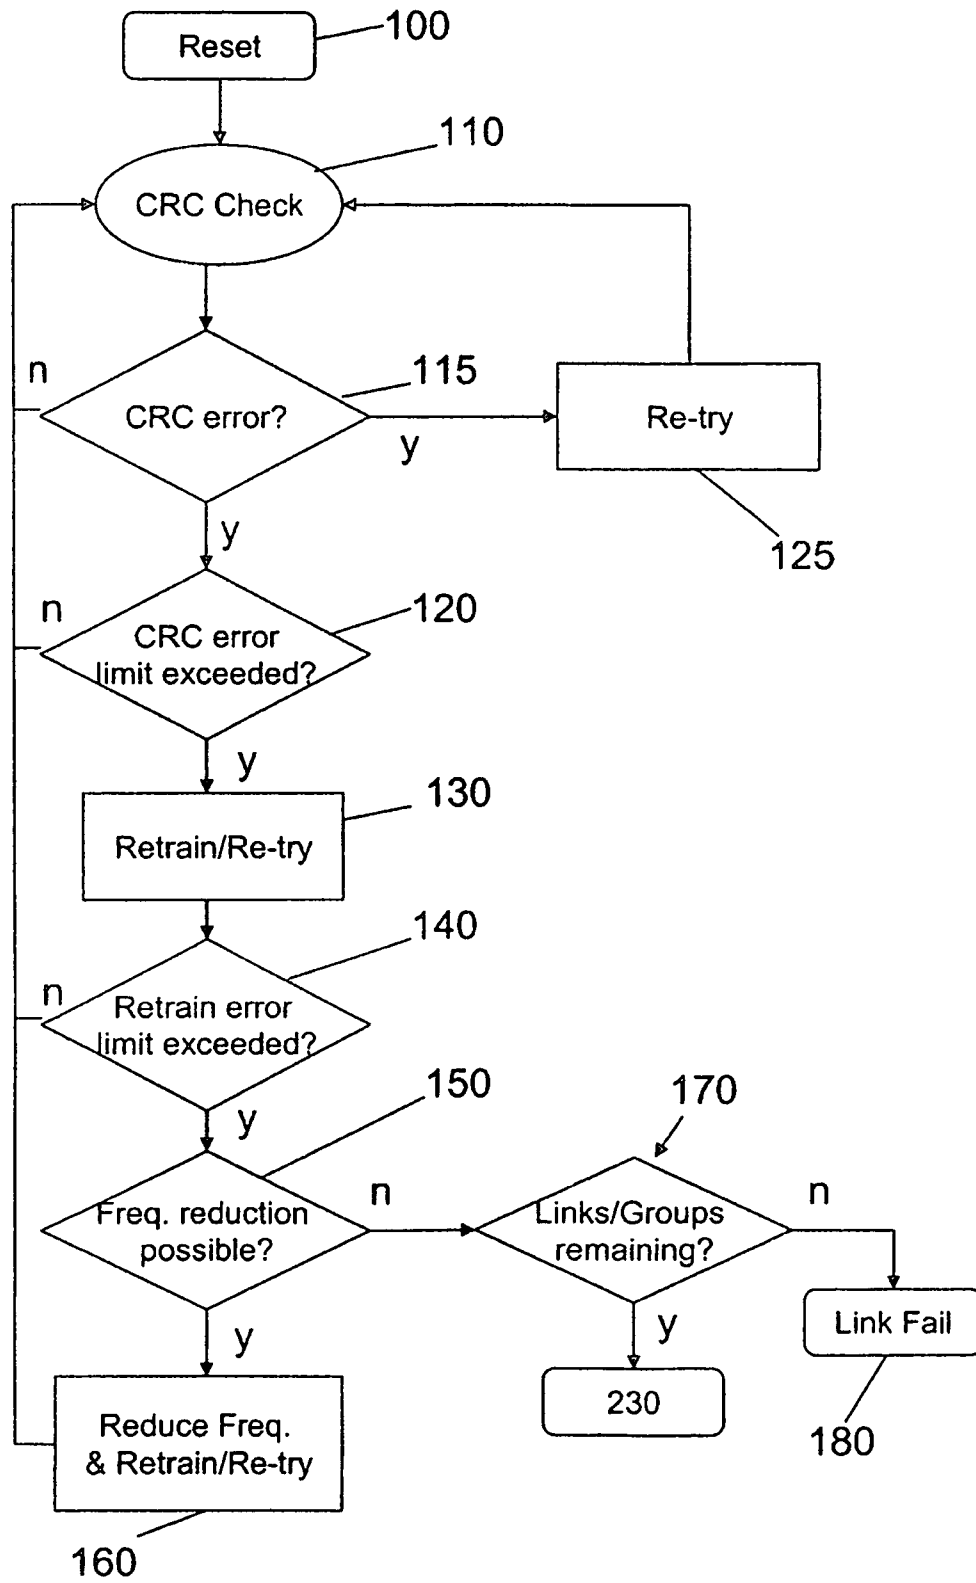 Reset
100
110
CRC Check
n
115
CRC error?
y
Re-try
125
y
n
120
CRC error
limit exceeded?
y
130
Retrain/Re-try
140
n
Retrain error
limit exceeded?
150
y
170
Freq. reduction
possible?
n
Links/Groups
remaining?
n
y
y
Link Fail
230
180
Reduce Freq.
& Retrain/Re-try
160